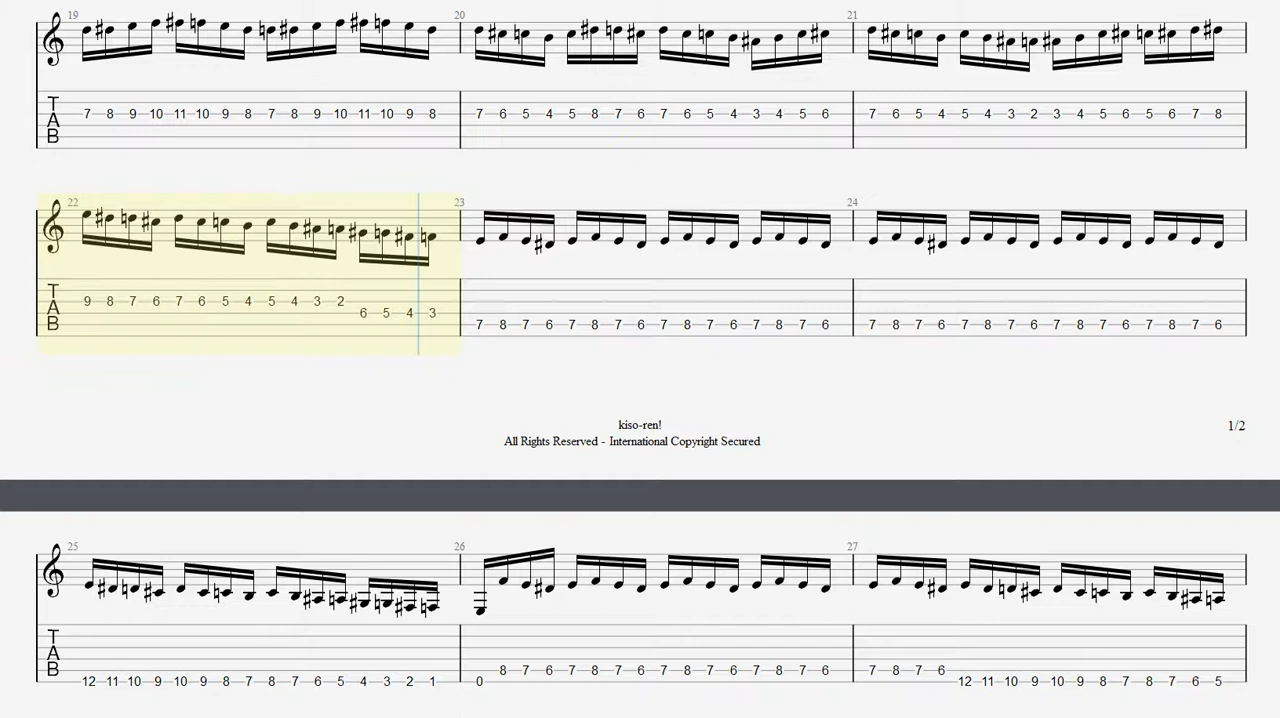 19 20 21
T
A
B
7 8 9 10 11 10 9 8 7 8 9 10 11 10 9 8 7 6 5 4 5 8 7 6 7 6 5 4 3 4 5 6 7 6 5 4 5 4 3 2 3 4 5 6 5 6 7 8
22 23 24
T
A
B
9 8 7 6 7 6 5 4 5 4 3 2
6 5 4 3
7 8 7 6 7 8 7 6 7 8 7 6 7 8 7 6 7 8 7 6 7 8 7 6 7 8 7 6 7 8 7 6
kiso-ren!
All Rights Reserved - International Copyright Secured
1/2
25 26 27
T
A
B
8 7 6 7 8 7 6 7 8 7 6 7 8 7 6 7 8 7 6
12 11 10 9 10 9 8 7 8 7 6 5 4 3 2 1 0 12 11 10 9 10 9 8 7 8 7 6 5